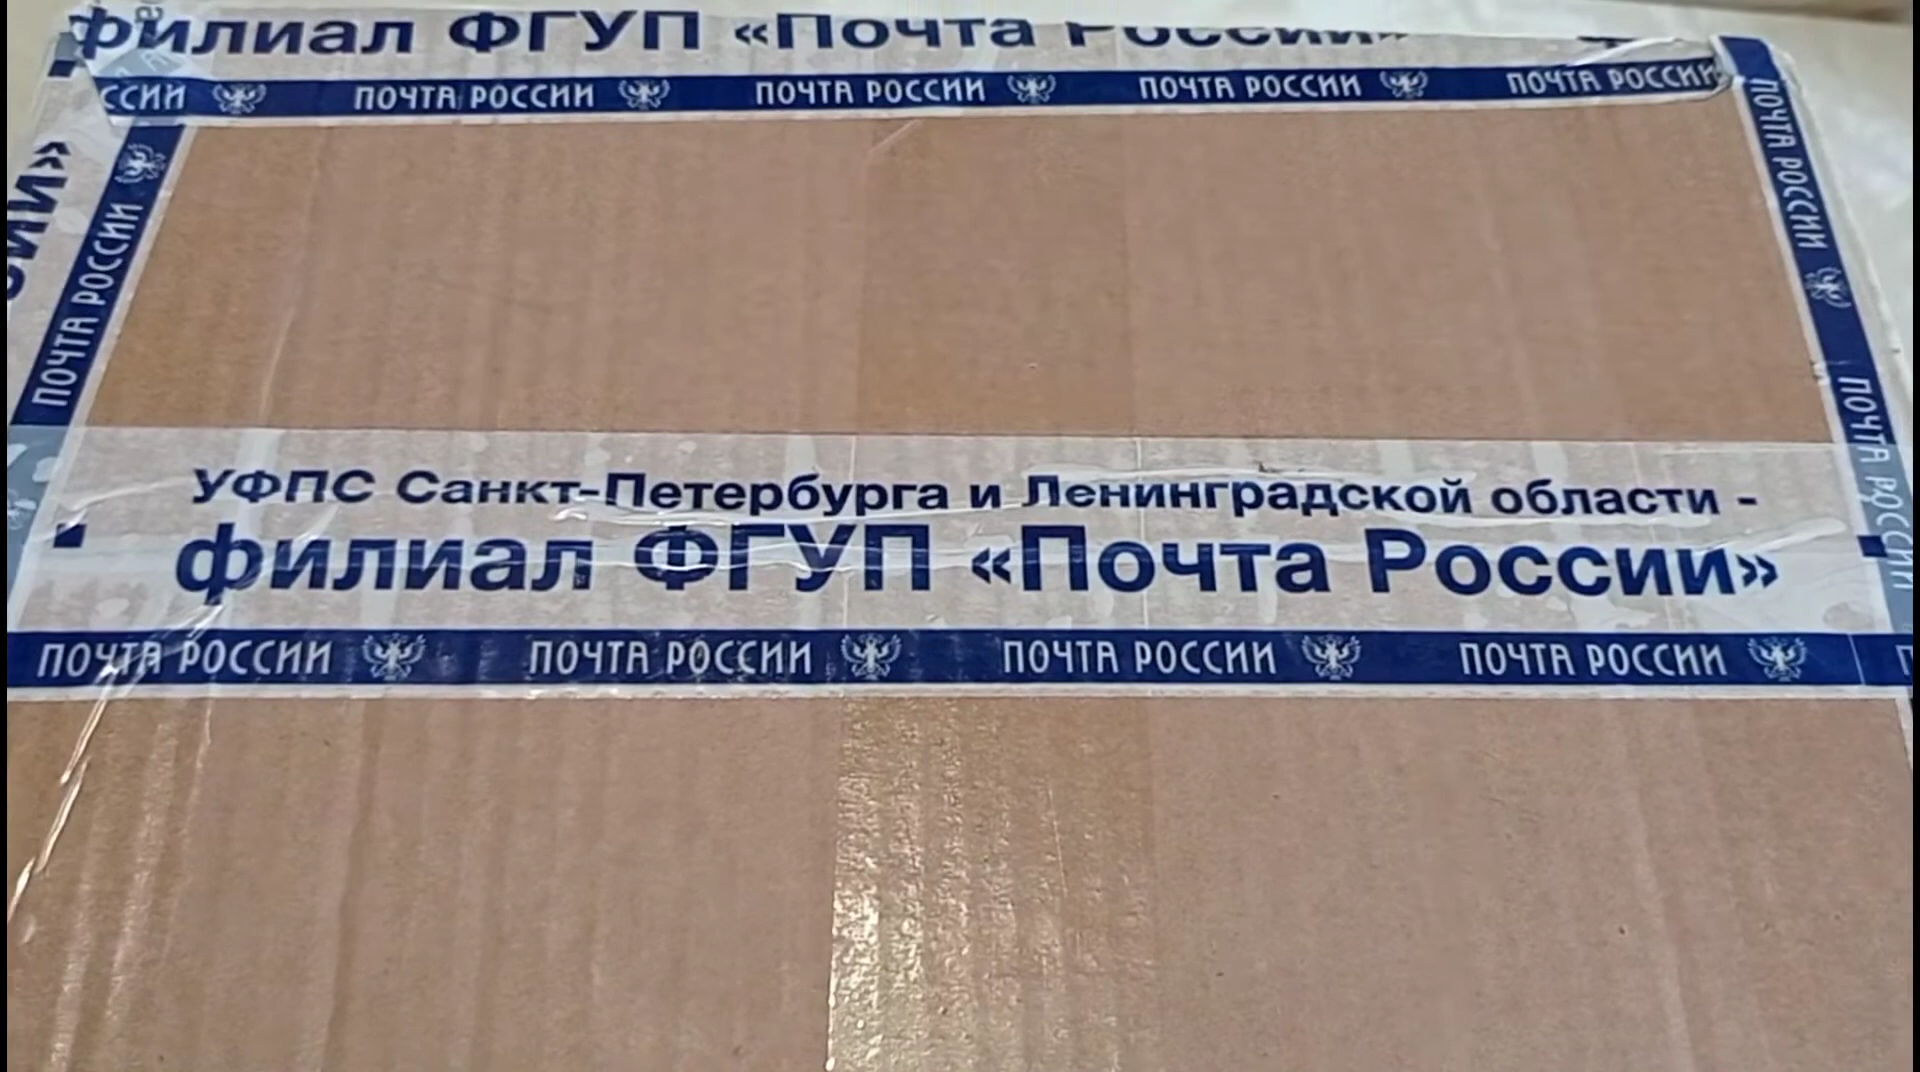 филиал ФГУП «Почта России»
ССИИ ПОЧТА РОССИИ ПОЧТА РОССИИ ПОЧТА РОССИИ ПОЧТА РОССИИ
ПОЧТА РОССИИ
ПОЧТА РОССИИ
ПОЧТА РОССИИ
УФПС Санкт-Петербурга и Ленинградской области -
филиал ФГУП «Почта России»
ПОЧТА РОССИИ ПОЧТА РОССИИ ПОЧТА РОССИИ ПОЧТА РОССИИ